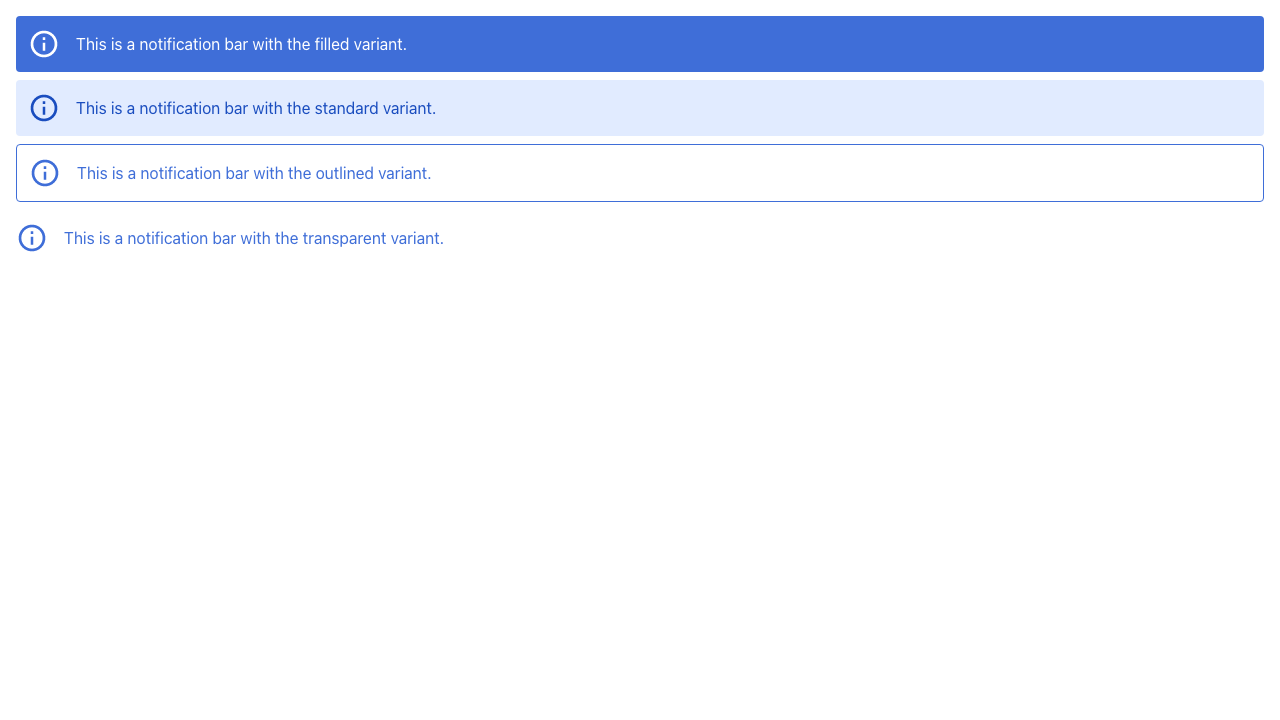 This is a notification bar with the filled variant.
This is a notification bar with the standard variant.
This is a notification bar with the outlined variant.
This is a notification bar with the transparent variant.